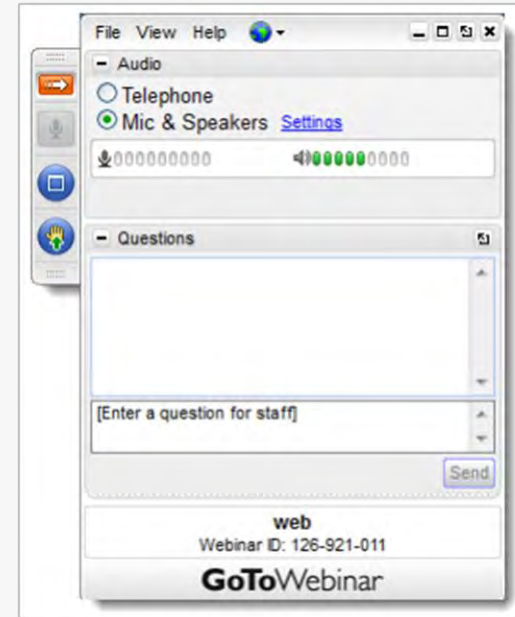 File View Help
Audio
Telephone
Mic & Speakers Settings
Questions
[Enter a question for staff]
Send
web
Webinar ID: 126-921-011
GoToWebinar